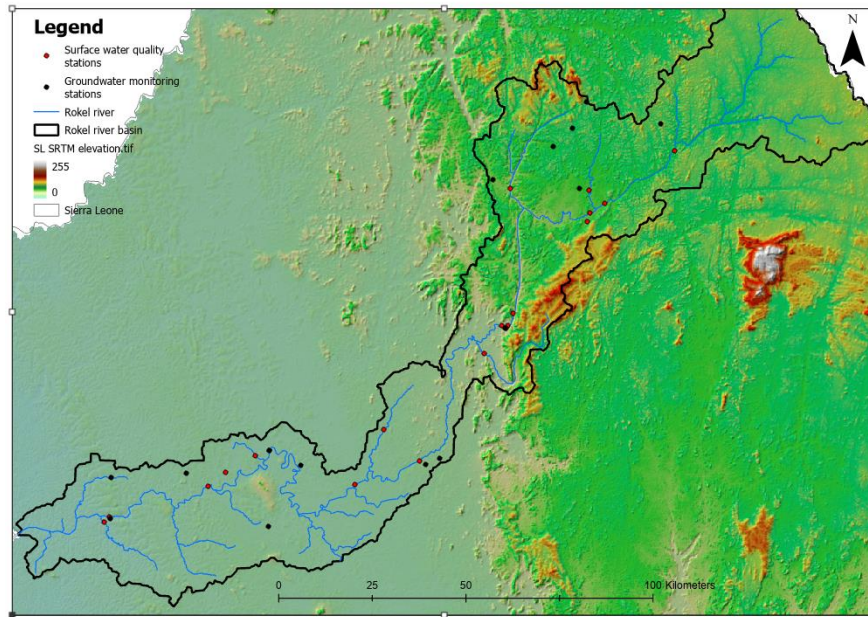 Legend
Surface water quality
stations
Groundwater monitoring
stations
Rokel river
Rokel river basin
SL SRTM elevation.tif
255
0
Sierra Leone
N
0 25 50 100 Kilometers